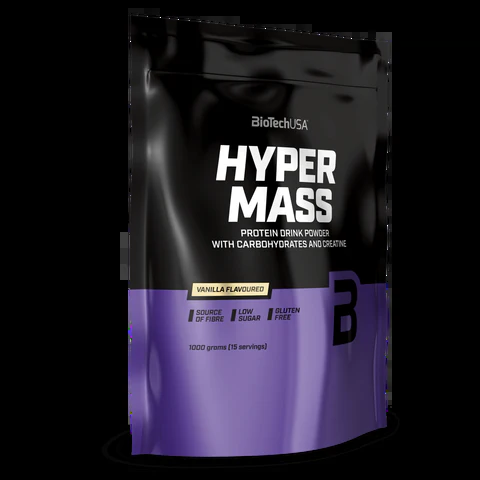 BioTechUSA
HYPER
MASS
PROTEIN DRINK POWDER
WITH CARBOHYDRATES AND CREATINE
VANILLA FLAVOURED
SOURCE OF FIBRE
LOW SUGAR
GLUTEN FREE
B
1000 grams (15 servings)